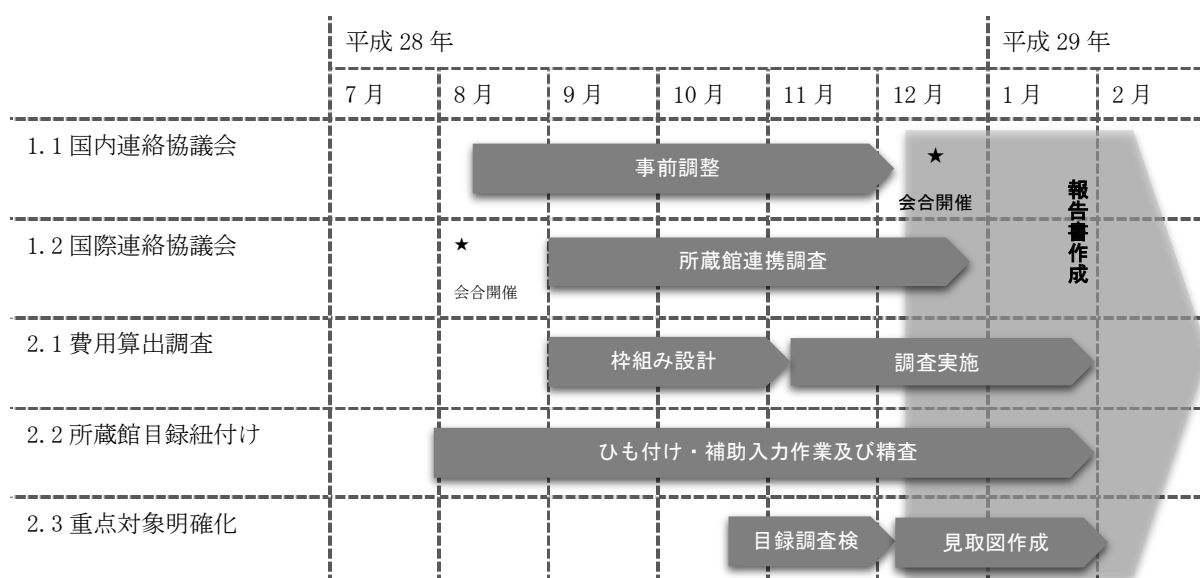 平成 28 年
平成 29 年
7 月
8 月
9 月
10 月
11 月
12 月
1 月
2 月
1.1 国内連絡協議会
事前調整
★
会合開催
報告書作成
1.2 国際連絡協議会
★
会合開催
所蔵館連携調査
2.1 費用算出調査
枠組み設計
調査実施
2.2 所蔵館目録紐付け
ひも付け・補助入力作業及び精査
2.3 重点対象明確化
目録調査検
見取図作成